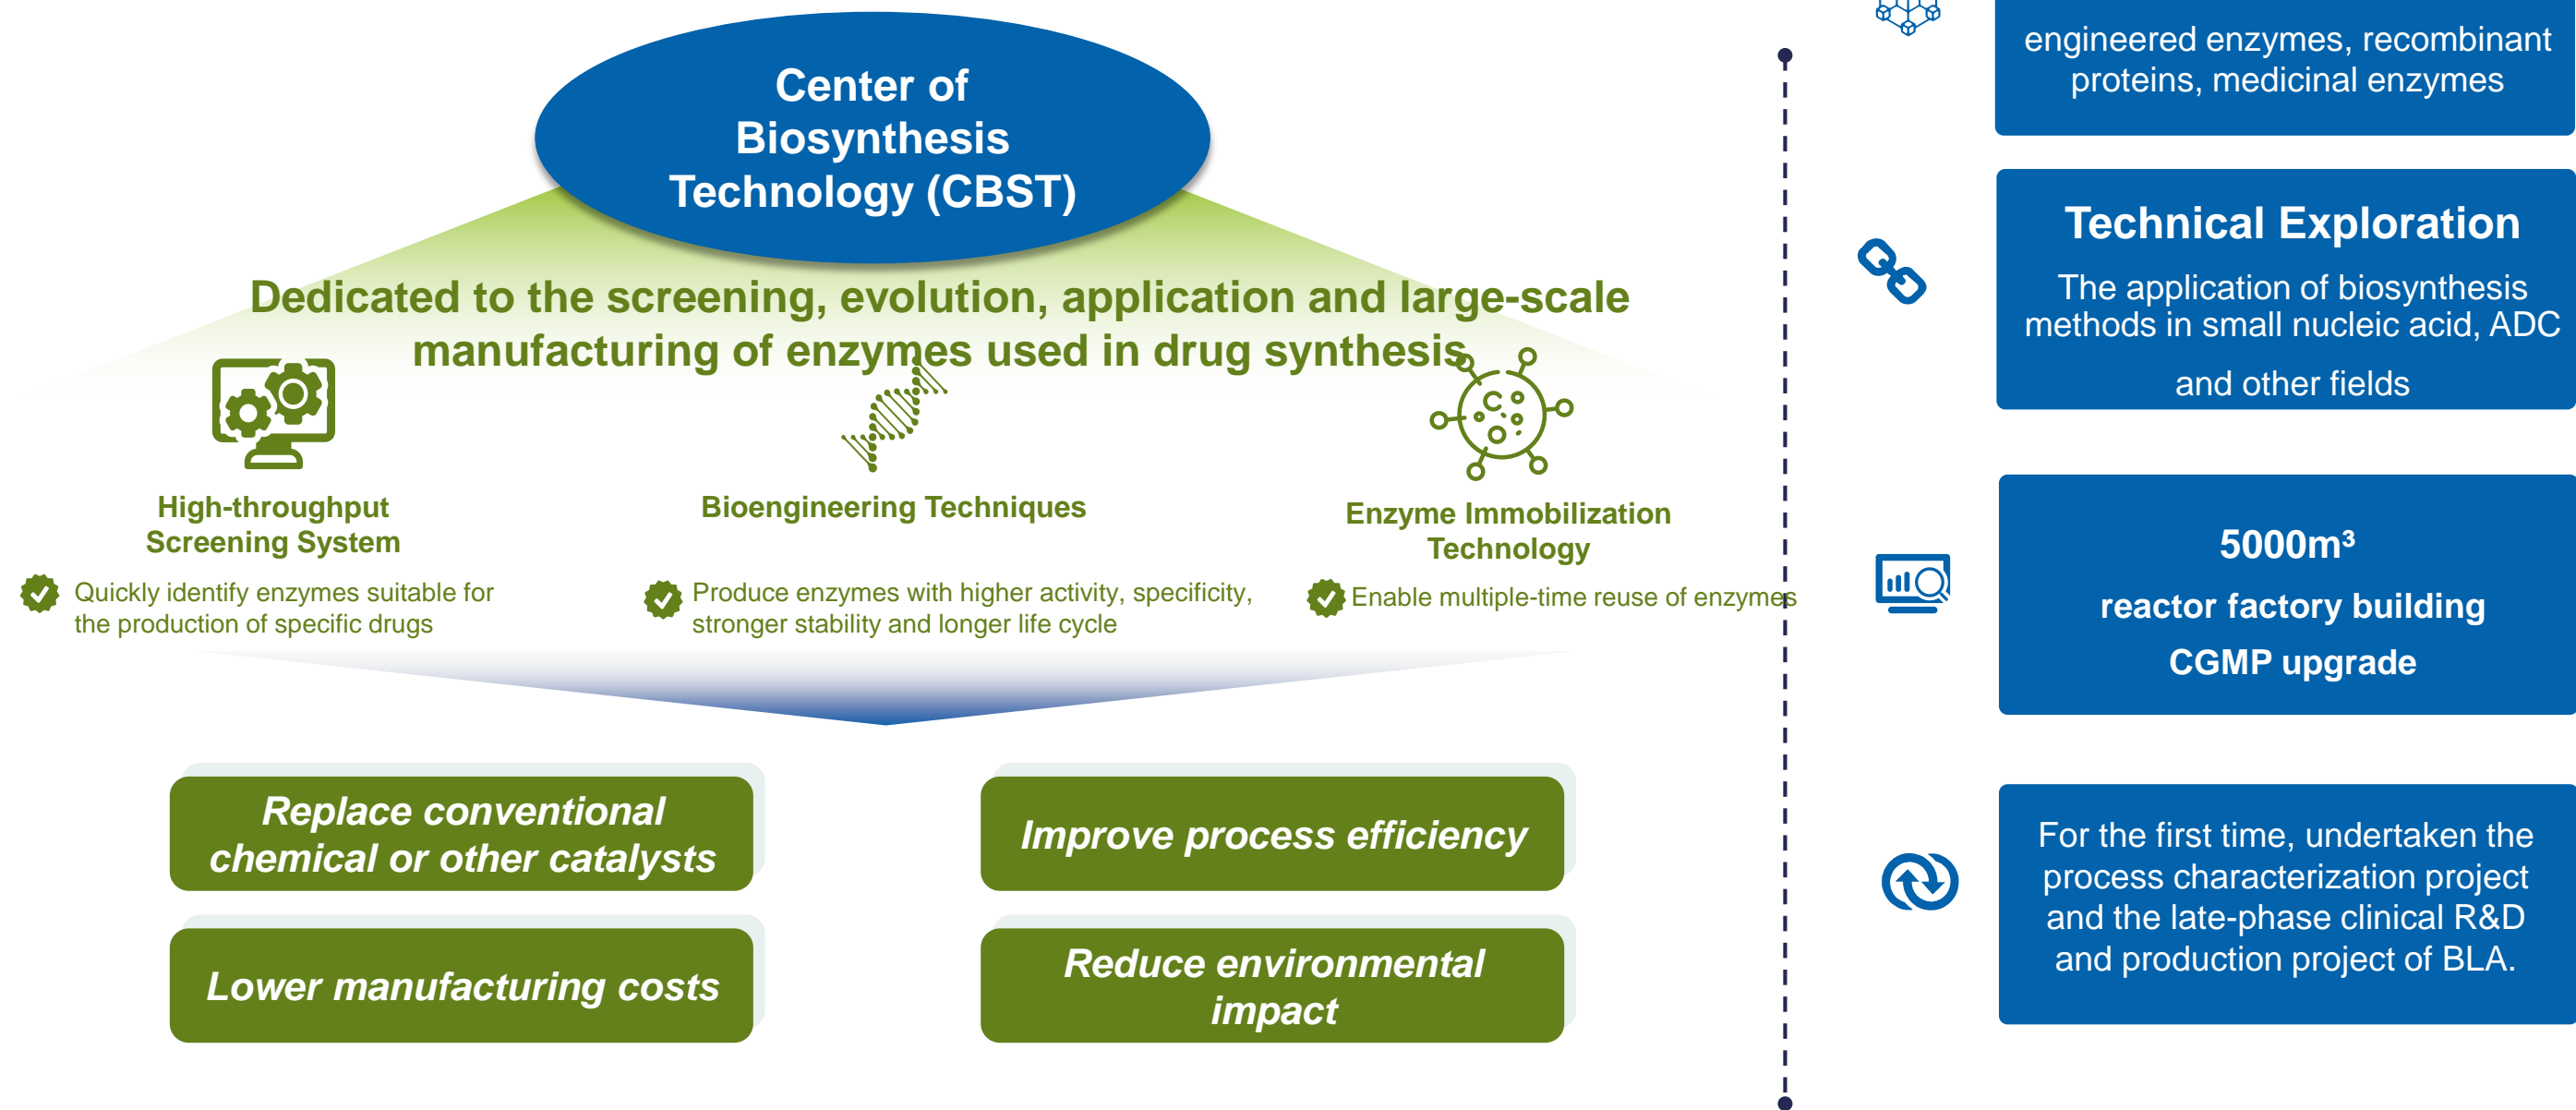 Center of
Biosynthesis
Technology (CBST)
Dedicated to the screening, evolution, application and large-scale
manufacturing of enzymes used in drug synthesis
High-throughput
Screening System
Quickly identify enzymes suitable for
the production of specific drugs
Bioengineering Techniques
Produce enzymes with higher activity, specificity,
stronger stability and longer life cycle
Enzyme Immobilization
Technology
Enable multiple-time reuse of enzymes
Replace conventional
chemical or other catalysts
Improve process efficiency
Lower manufacturing costs
Reduce environmental
impact
engineered enzymes, recombinant
proteins, medicinal enzymes
Technical Exploration
The application of biosynthesis
methods in small nucleic acid, ADC
and other fields
5000m³
reactor factory building
CGMP upgrade
For the first time, undertaken the
process characterization project
and the late-phase clinical R&D
and production project of BLA.